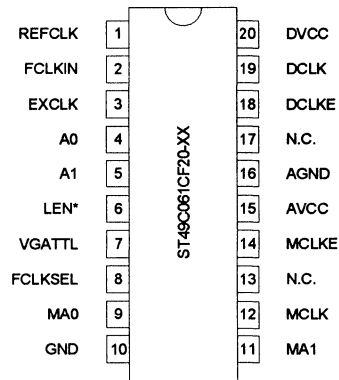 REFCLK 1 20 DVCC
FCLKIN 2 19 DCLK
EXCLK 3 18 DCLKE
A0 4 17 N.C.
A1 5 16 AGND
LEN* 6 15 AVCC
VGATTL 7 14 MCLKE
FCLKSEL 8 13 N.C.
MA0 9 12 MCLK
GND 10 11 MA1
ST49C061CF20-XX